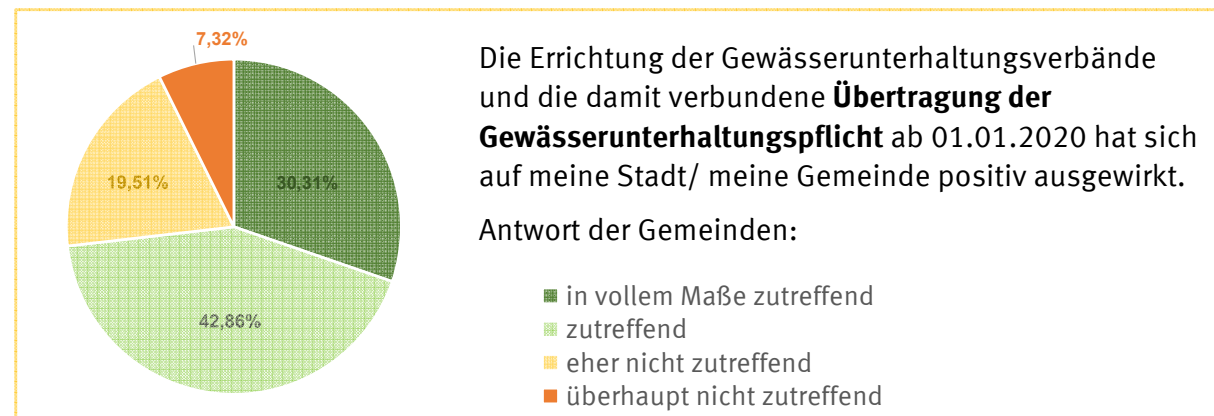 7,32%
19,51%
30,31%
42,86%
Die Errichtung der Gewässerunterhaltungsverbände
und die damit verbundene Übertragung der
Gewässerunterhaltungspflicht ab 01.01.2020 hat sich
auf meine Stadt/ meine Gemeinde positiv ausgewirkt.
Antwort der Gemeinden:
in vollem Maße zutreffend
zutreffend
eher nicht zutreffend
überhaupt nicht zutreffend